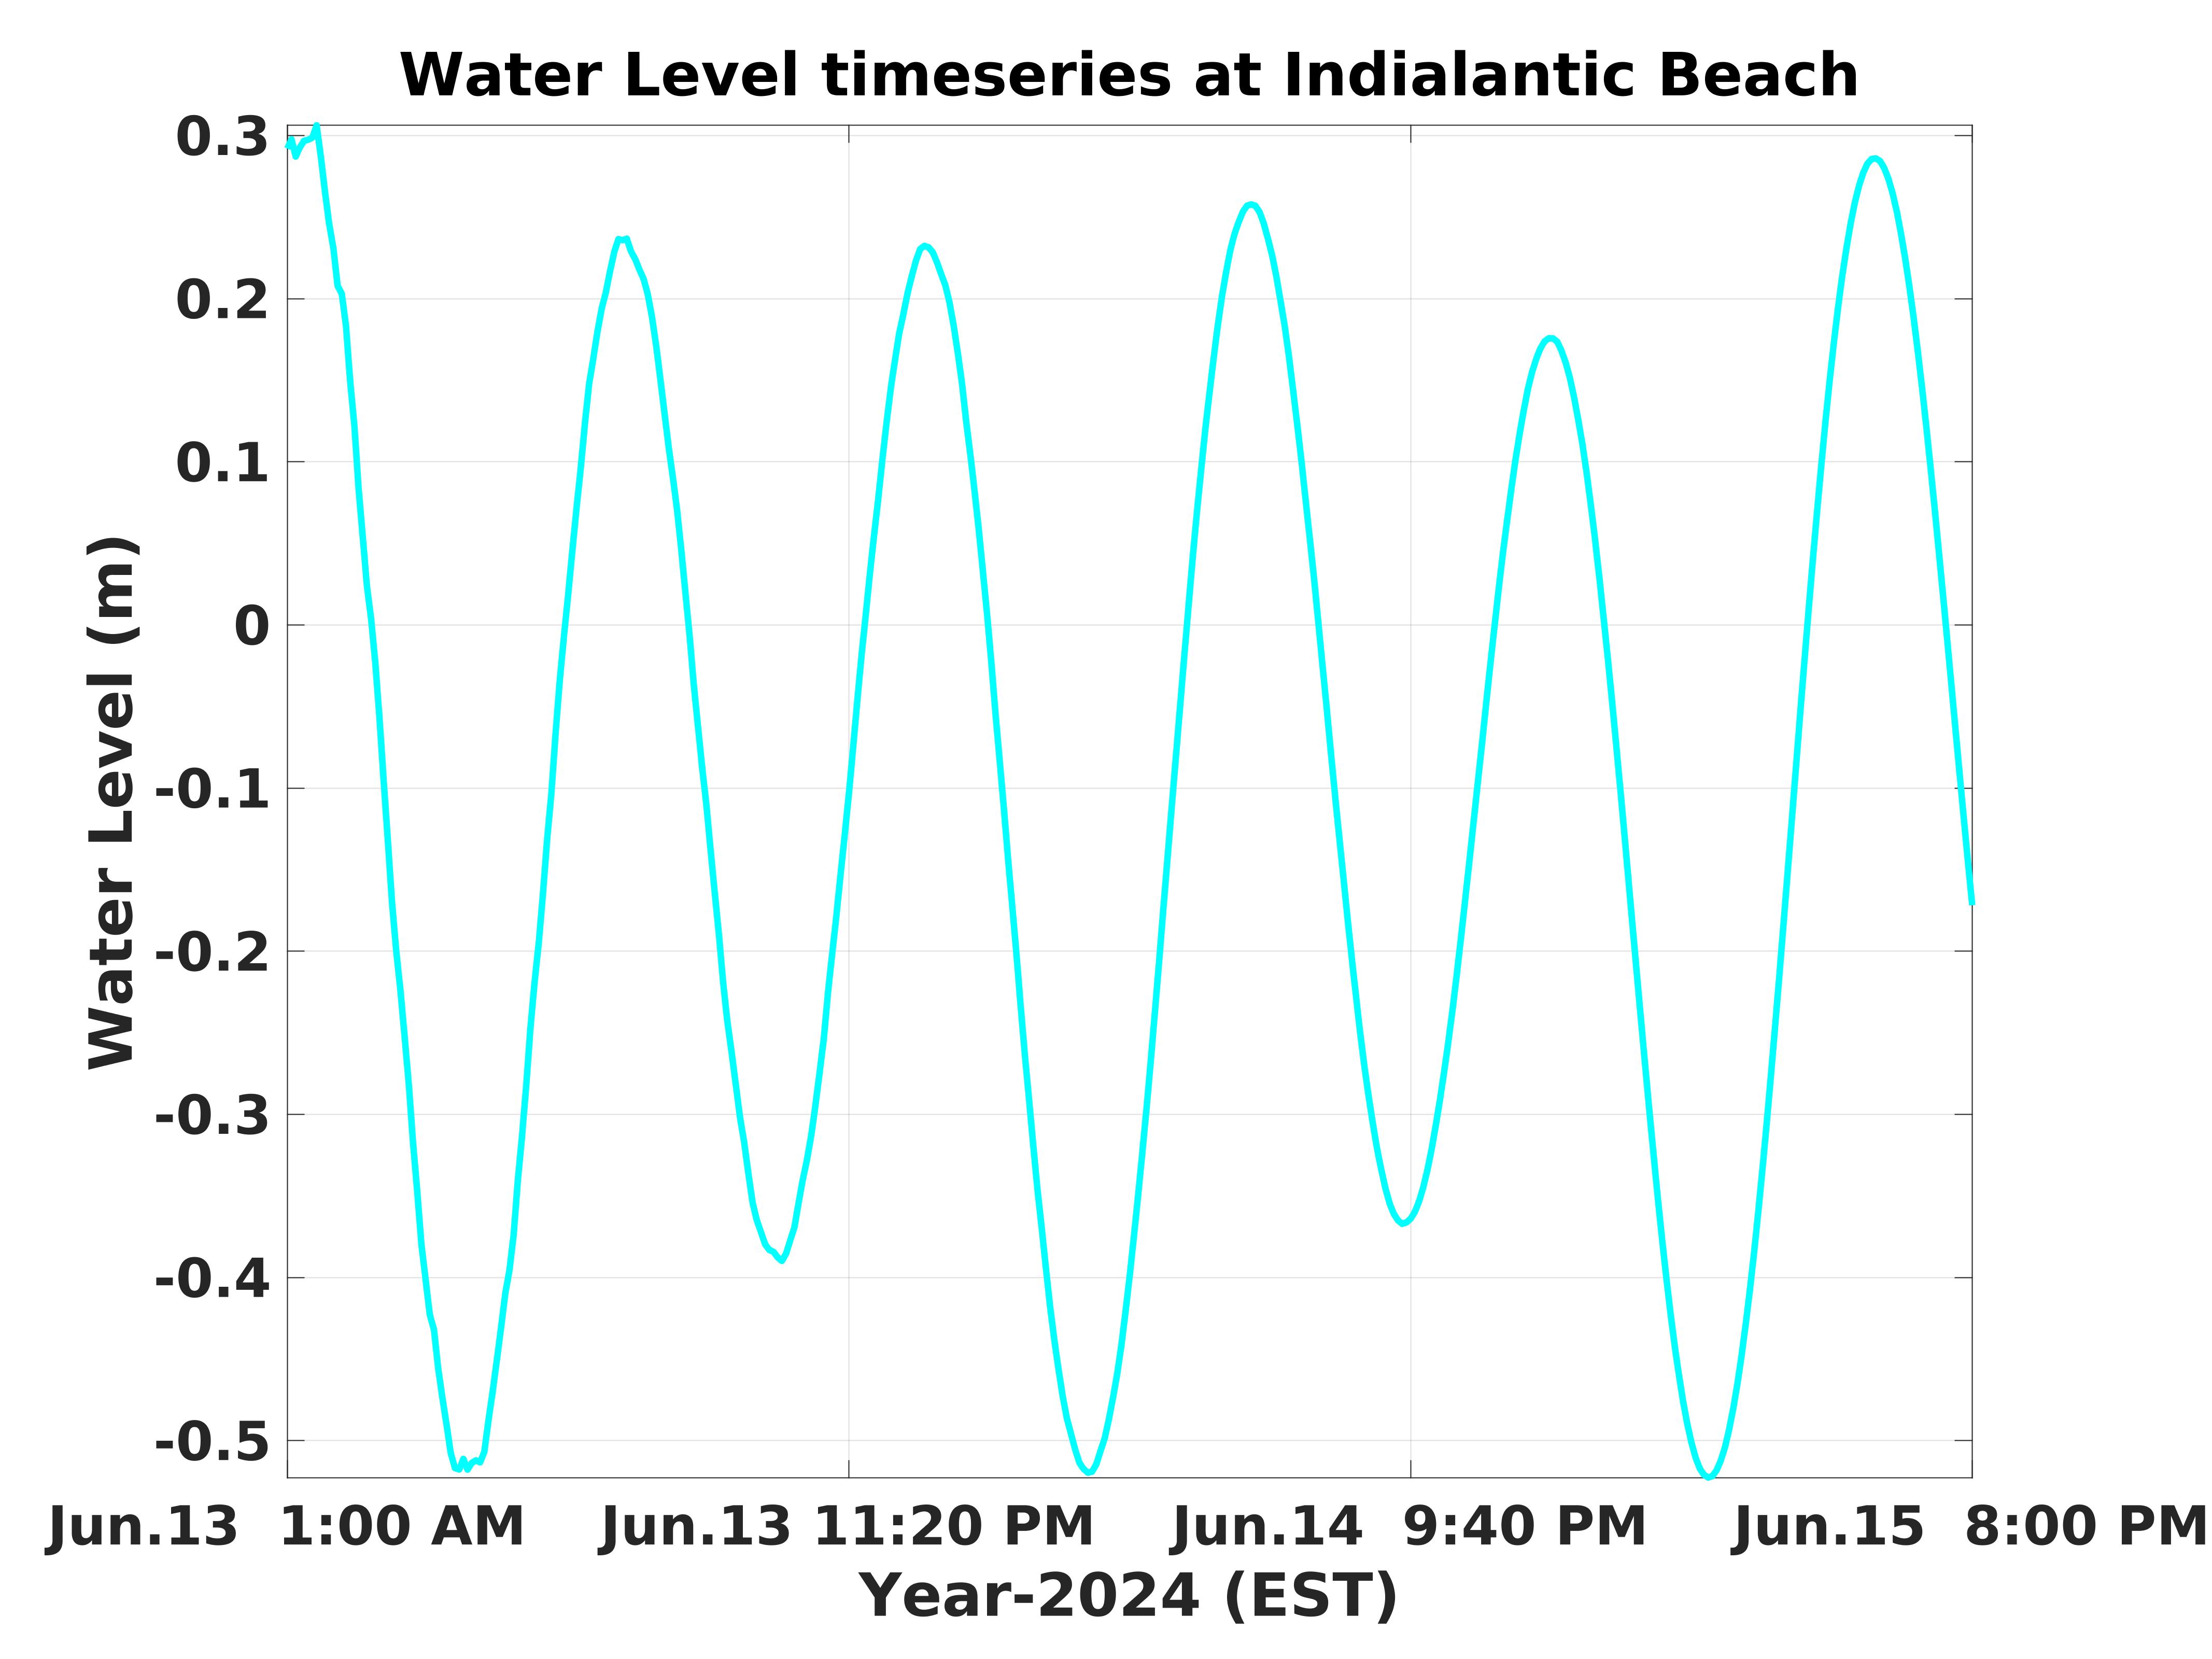 Water Level timeseries at Indialantic Beach
0.3
0.2
0.1
0
-0.1
-0.2
-0.3
-0.4
-0.5
Water Level (m)
Jun.13 1:00 AM Jun.13 11:20 PM Jun.14 9:40 PM Jun.15 8:00 PM
Year-2024 (EST)